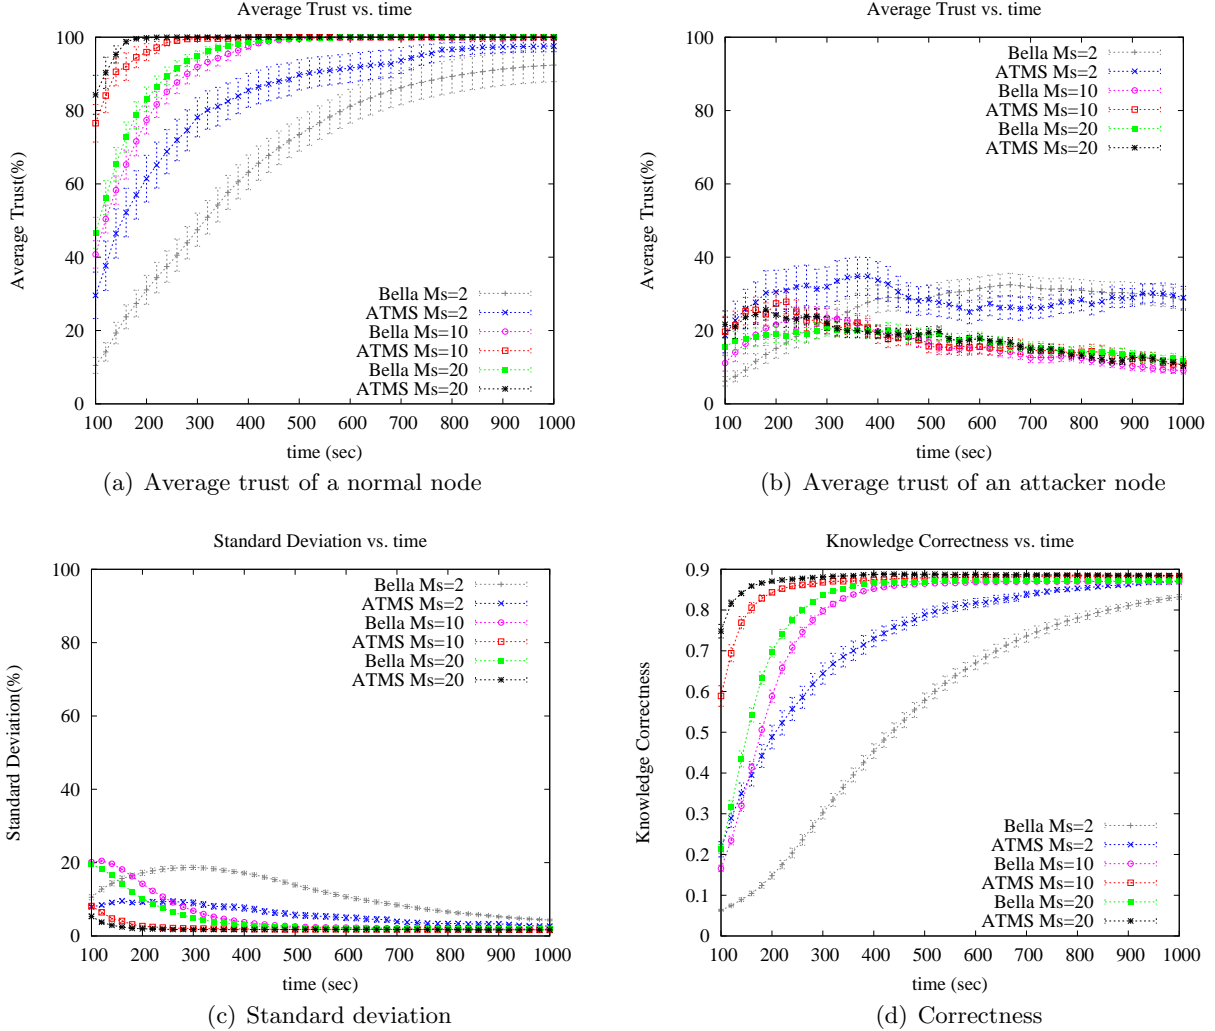 Average Trust vs. time
Average Trust(%)
100
80
60
40
20
0
Bella Ms=2
ATMS Ms=2
Bella Ms=10
ATMS Ms=10
Bella Ms=20
ATMS Ms=20
100 200 300 400 500 600 700 800 900 1000
time (sec)
(a) Average trust of a normal node
Average Trust vs. time
Average Trust(%)
100
80
60
40
20
0
Bella Ms=2
ATMS Ms=2
Bella Ms=10
ATMS Ms=10
Bella Ms=20
ATMS Ms=20
100 200 300 400 500 600 700 800 900 1000
time (sec)
(b) Average trust of an attacker node
Standard Deviation vs. time
Standard Deviation(%)
100
80
60
40
20
0
Bella Ms=2
ATMS Ms=2
Bella Ms=10
ATMS Ms=10
Bella Ms=20
ATMS Ms=20
100 200 300 400 500 600 700 800 900 1000
time (sec)
(c) Standard deviation
Knowledge Correctness vs. time
Knowledge Correctness
0.9
0.8
0.7
0.6
0.5
0.4
0.3
0.2
0.1
0
Bella Ms=2
ATMS Ms=2
Bella Ms=10
ATMS Ms=10
Bella Ms=20
ATMS Ms=20
100 200 300 400 500 600 700 800 900 1000
time (sec)
(d) Correctness